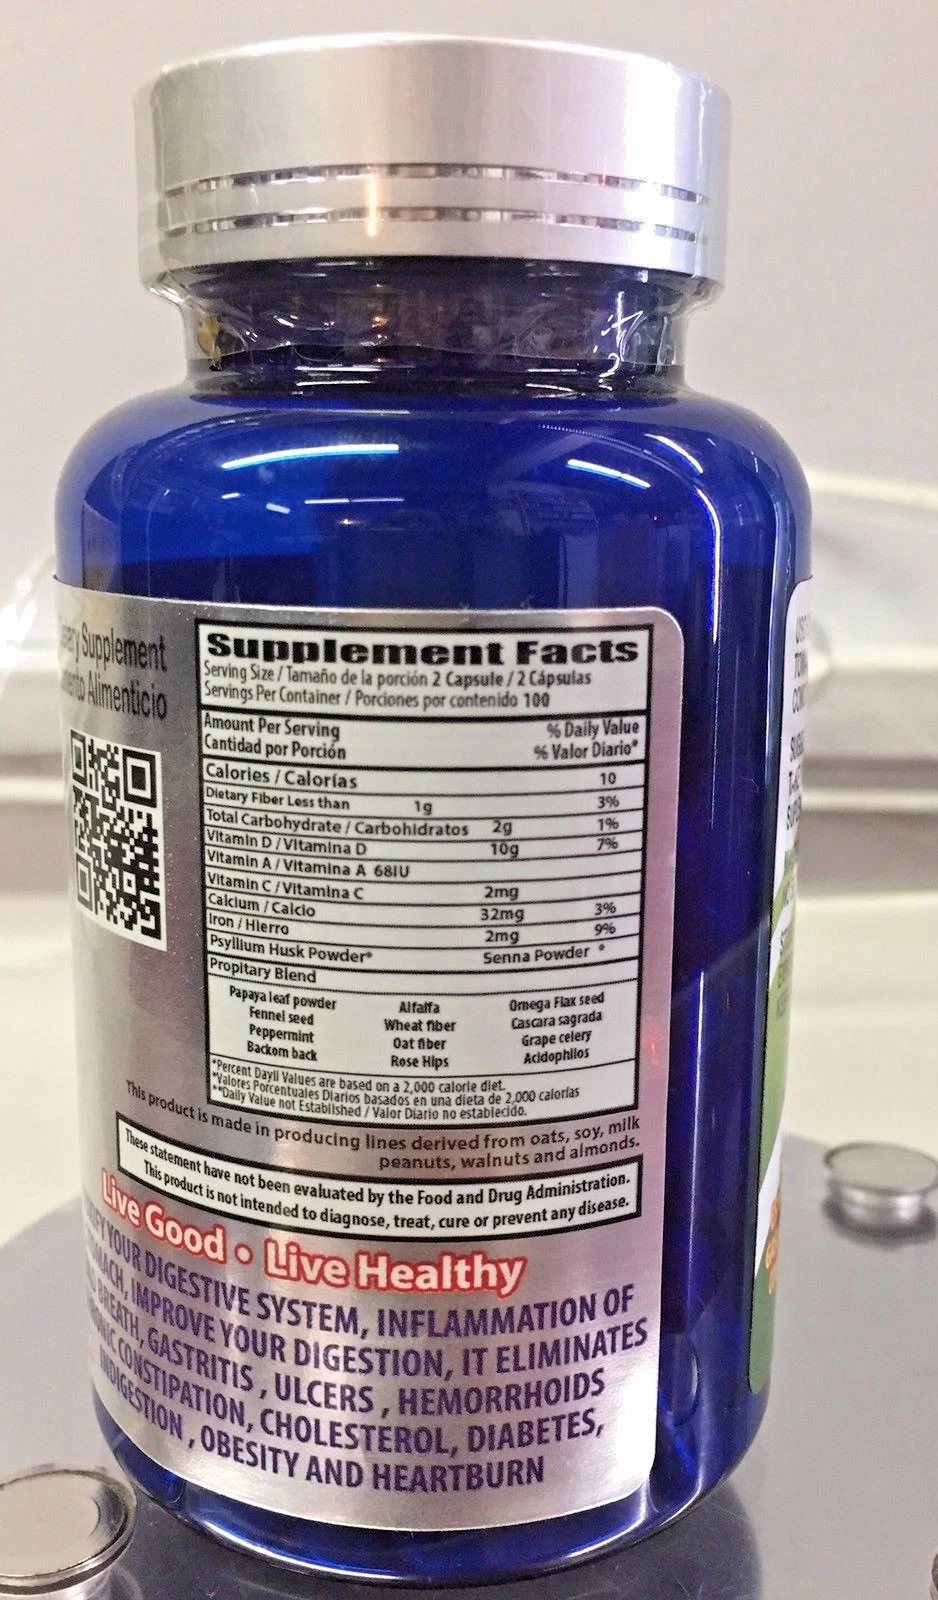 Supplement
Alimenticio
Supplement Facts
Serving Size / Tamaño de la porción 2 Capsule / 2 Cápsulas
Servings Per Container / Porciones por contenido 100
Amount Per Serving % Daily Value
Cantidad por Porción % Valor Diario*
Calories / Calorías 10
Dietary Fiber Less than 1g 3%
Total Carbohydrate / Carbohidratos 2g 1%
Vitamin D / Vitamina D 10g 7%
Vitamin A / Vitamina A 68IU
Vitamin C / Vitamina C 2mg
Calcium / Calcio 32mg 3%
Iron / Hierro 2mg 9%
Psyllium Husk Powder* Senna Powder *
Propitary Blend
Papaya leaf powder Alfalfa Omega Flax seed
Fennel seed Wheat fiber Cascara sagrada
Peppermint Oat fiber Grape celery
Backom back Rose Hips Acidophilos
*Percent Dayli Values are based on a 2,000 calorie diet.
*Valores Porcentuales Diarios basados en una dieta de 2,000 calorías
**Daily Value not Established / Valor Diario no establecido.
This product is made in producing lines derived from oats, soy, milk
peanuts, walnuts and almonds.
These statement have not been evaluated by the Food and Drug Administration.
This product is not intended to diagnose, treat, cure or prevent any disease.
Live Good • Live Healthy
YOUR DIGESTIVE SYSTEM, INFLAMMATION OF
IMPROVE YOUR DIGESTION, IT ELIMINATES
BREATH, GASTRITIS , ULCERS , HEMORRHOIDS
CONSTIPATION, CHOLESTEROL, DIABETES,
INDIGESTION , OBESITY AND HEARTBURN